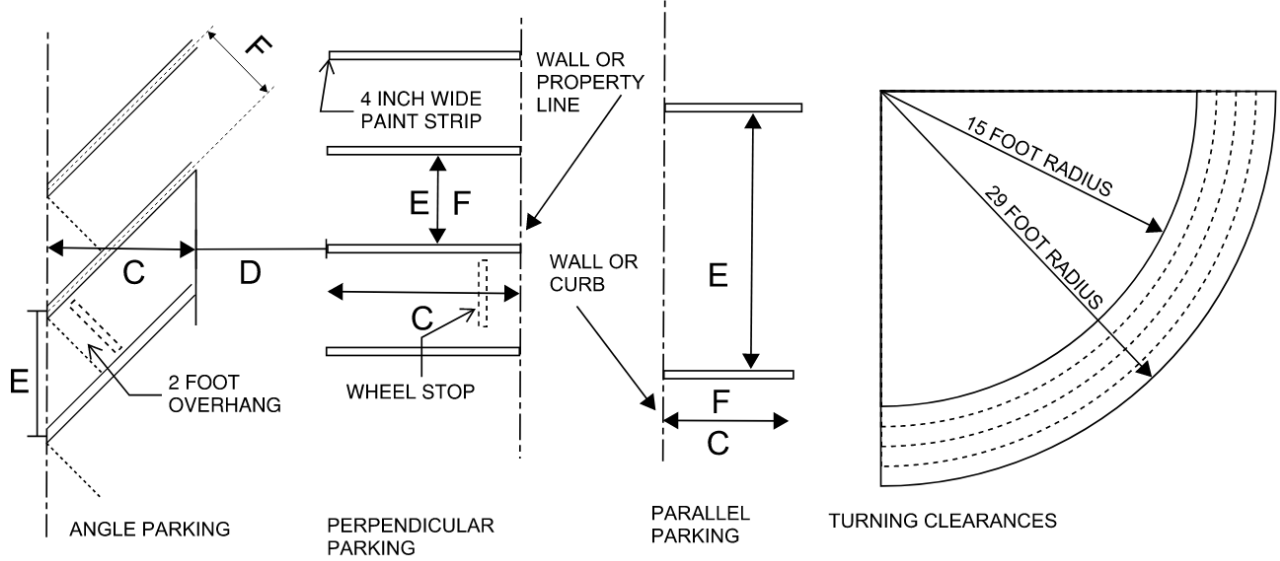 F
C
D
E
2 FOOT
OVERHANG
ANGLE PARKING
4 INCH WIDE
PAINT STRIP
E F
C
WHEEL STOP
PERPENDICULAR
PARKING
WALL OR
PROPERTY
LINE
WALL OR
CURB
E
F
C
PARALLEL
PARKING
15 FOOT RADIUS
29 FOOT RADIUS
TURNING CLEARANCES